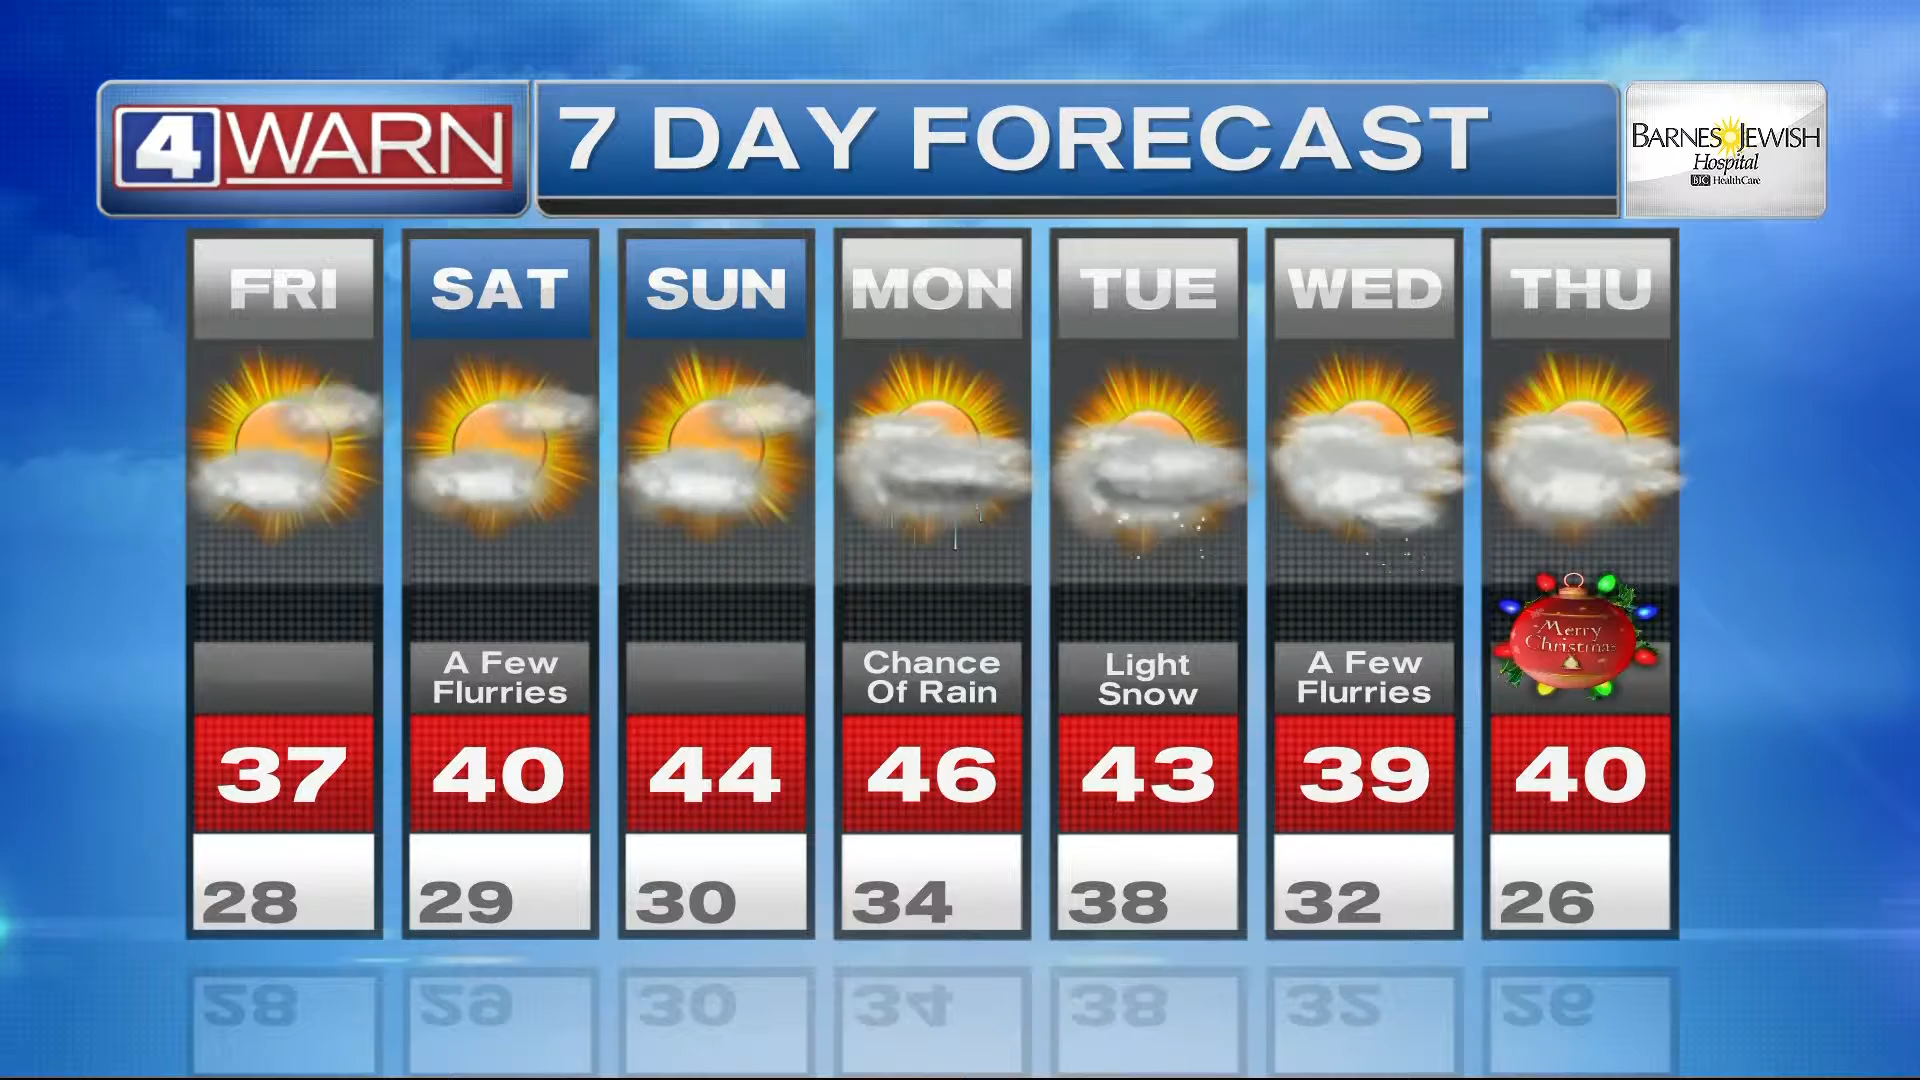 4WARN
7 DAY FORECAST
BARNES JEWISH
Hospital
BJC HealthCare
FRI
SAT
SUN
MON
TUE
WED
THU
Merry
Christmas
A Few
Flurries
Chance
Of Rain
Light
Snow
A Few
Flurries
37
40
44
46
43
39
40
28
29
30
34
38
32
26